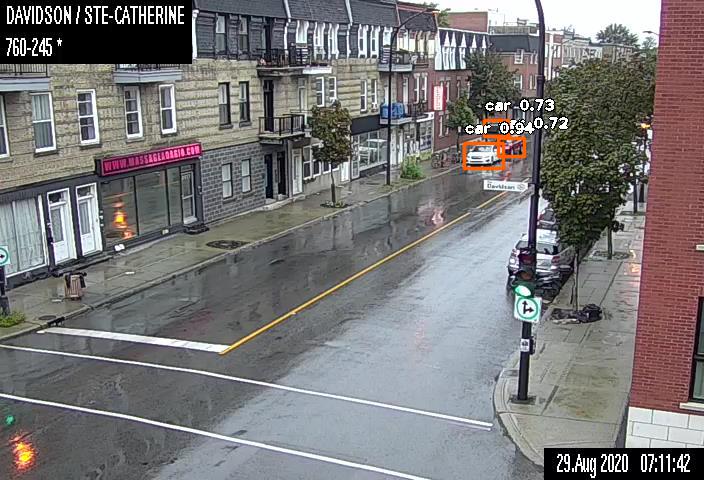 DAVIDSON / STE-CATHERINE
760-245 *
car 0.73
car 0.94
0.72
WWW.MASSAGEADAGIO.COM
Davidson
29.Aug 2020 07:11:42